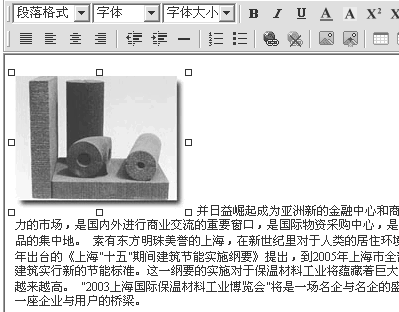 段落格式 字体 字体大小 B I U A A X² X
并日益崛起成为亚洲新的金融中心和商
力的市场，是国内外进行商业交流的重要窗口，是国际物资采购中心，是
品的集中地。 素有东方明珠美誉的上海，在新世纪里对于人类的居住环境
年出台的《上海"十五"期间建筑节能实施纲要》提出，到2005年上海市全部
建筑实行新的节能标准。这一纲要的实施对于保温材料工业将蕴藏着巨大
越来越高。 "2003上海国际保温材料工业博览会"将是一场名企与名企的盛
一座企业与用户的桥梁。